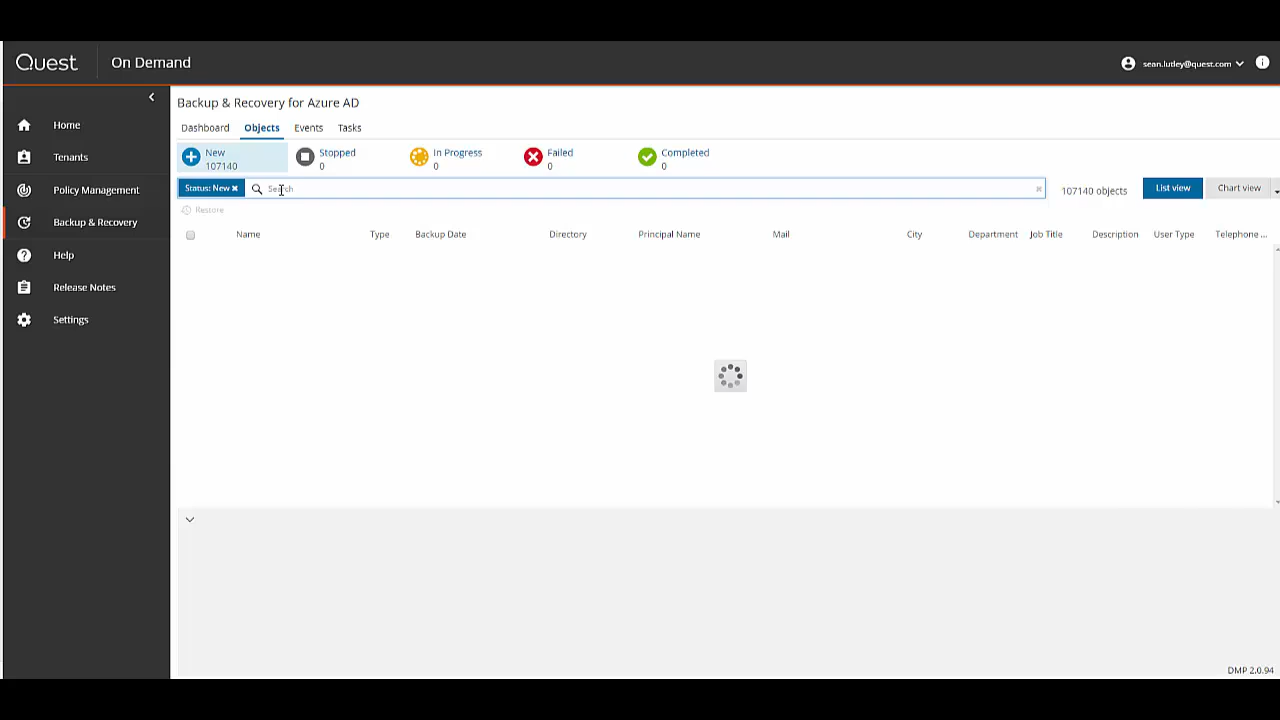 Quest
On Demand
sean.ludey@quest.com
Home
Tenants
Policy Management
Backup & Recovery
Help
Release Notes
Settings
Backup & Recovery for Azure AD
Dashboard Objects Events Tasks
New
107140
Stopped
0
In Progress
0
Failed
0
Completed
0
Status: New
Search
107140 objects
List view
Chart view
Restore
Name Type Backup Date Directory Principal Name Mail City Department Job Title Description User Type Telephone ...
DMP 2.0.94